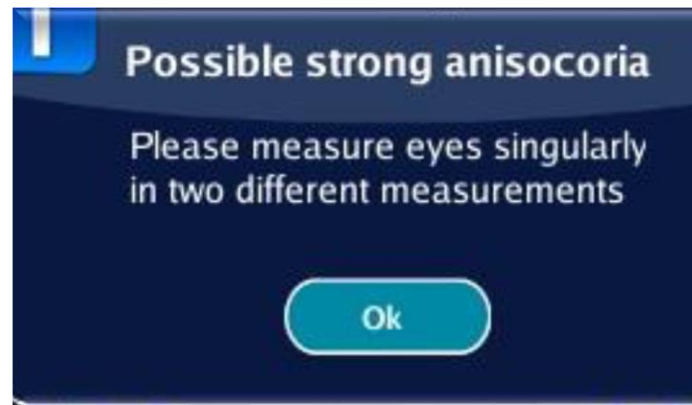 Possible strong anisocoria
Please measure eyes singularly
in two different measurements
Ok